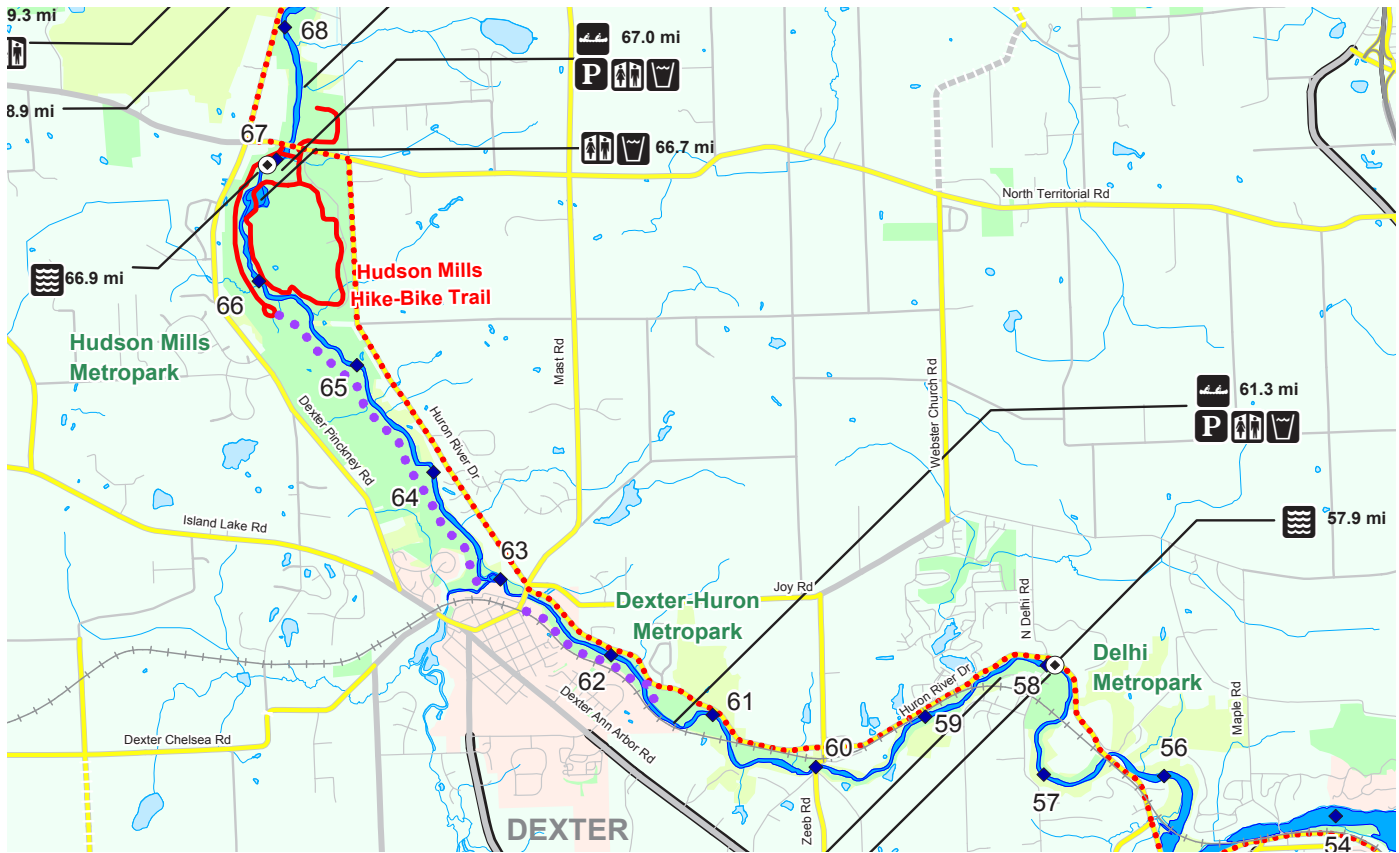 9.3 mi
68
67.0 mi
P
8.9 mi
67
66.7 mi
North Territorial Rd
66.9 mi
Hudson Mills
Hike-Bike Trail
66
Hudson Mills
Metropark
Mast Rd
65
Webster Church Rd
61.3 mi
P
Dexter Pinckney Rd
Huron River Dr
64
Island Lake Rd
57.9 mi
63
Joy Rd
Dexter-Huron
Metropark
N Delhi Rd
Delhi
Metropark
62
61
Huron River Dr
58
59
Maple Rd
Dexter Ann Arbor Rd
Dexter Chelsea Rd
60
56
57
Zeeb Rd
DEXTER
54